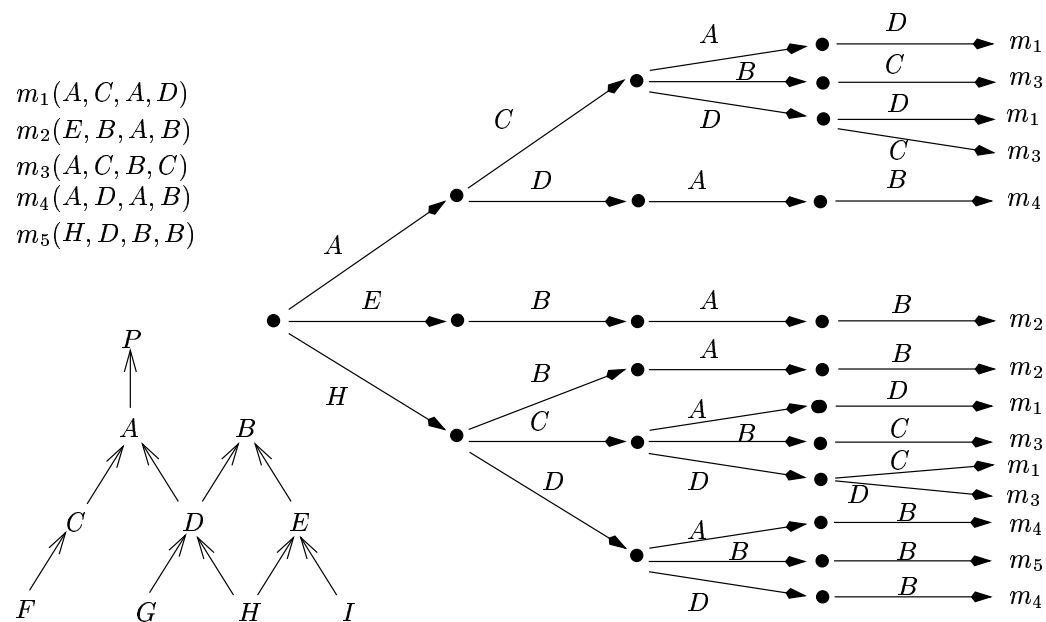 m₁(A, C, A, D)
m₂(E, B, A, B)
m₃(A, C, B, C)
m₄(A, D, A, B)
m₅(H, D, B, B)
P
A B
C D E
F G H I
A
E
H
C
D
B
B
C
D
A
B
D
A
A
A
A
B
D
A
B
D
D
C
D
C
B
B
B
D
C
C
D
B
B
B
m₁
m₃
m₁
m₃
m₄
m₂
m₂
m₁
m₃
m₁
m₃
m₄
m₅
m₄